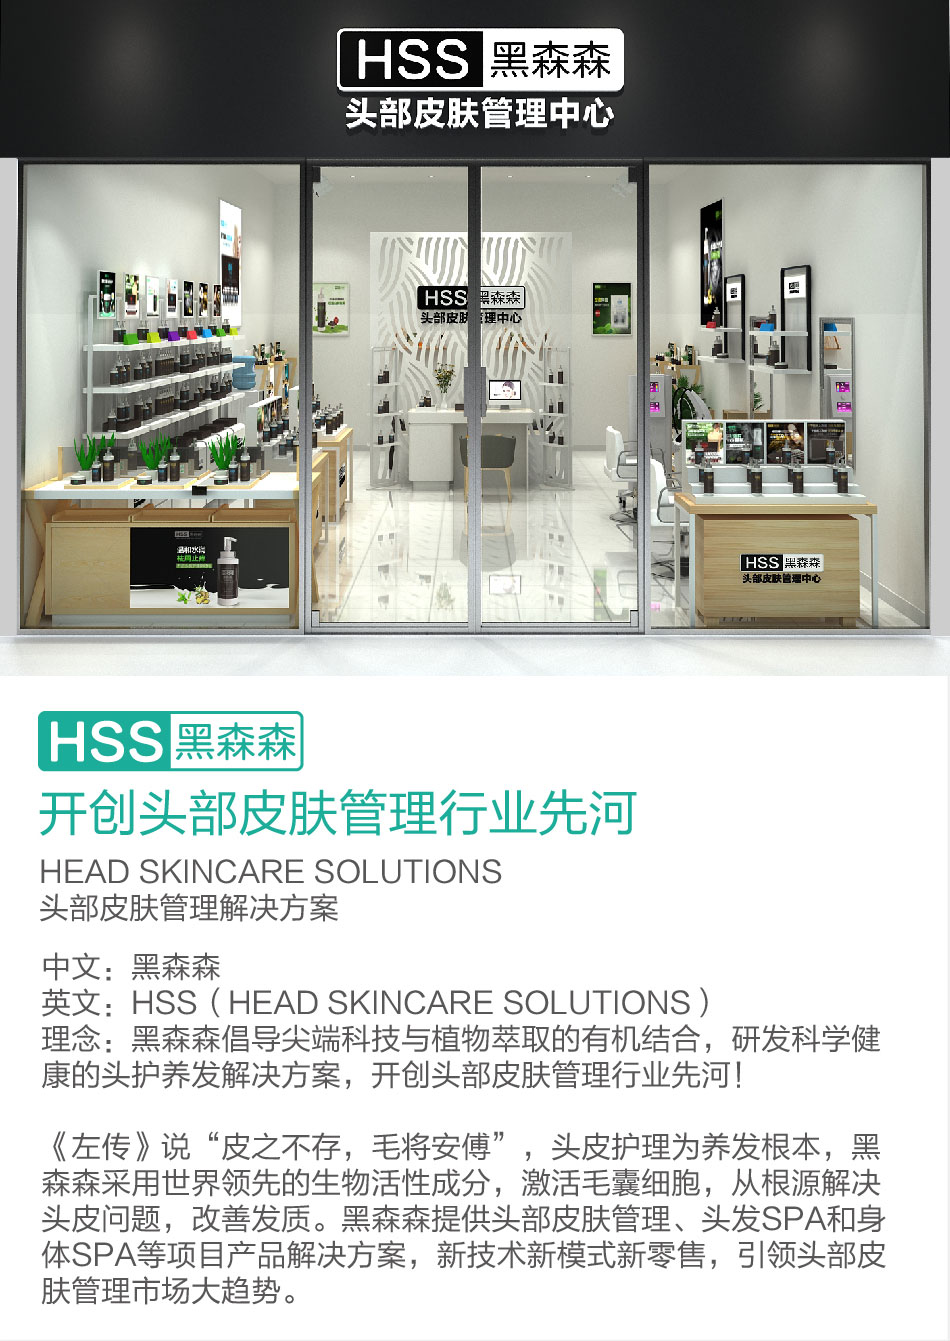 HSS 黑森森
头部皮肤管理中心
HSS 黑森森
头部皮肤管理中心
温和水润
祛屑止痒
HSS 黑森森
头部皮肤管理中心
HSS 黑森森
开创头部皮肤管理行业先河
HEAD SKINCARE SOLUTIONS
头部皮肤管理解决方案
中文：黑森森
英文：HSS（HEAD SKINCARE SOLUTIONS）
理念：黑森森倡导尖端科技与植物萃取的有机结合，研发科学健
康的头护养发解决方案，开创头部皮肤管理行业先河！
《左传》说“皮之不存，毛将安傅”，头皮护理为养发根本，黑
森森采用世界领先的生物活性成分，激活毛囊细胞，从根源解决
头皮问题，改善发质。黑森森提供头部皮肤管理、头发SPA和身
体SPA等项目产品解决方案，新技术新模式新零售，引领头部皮
肤管理市场大趋势。